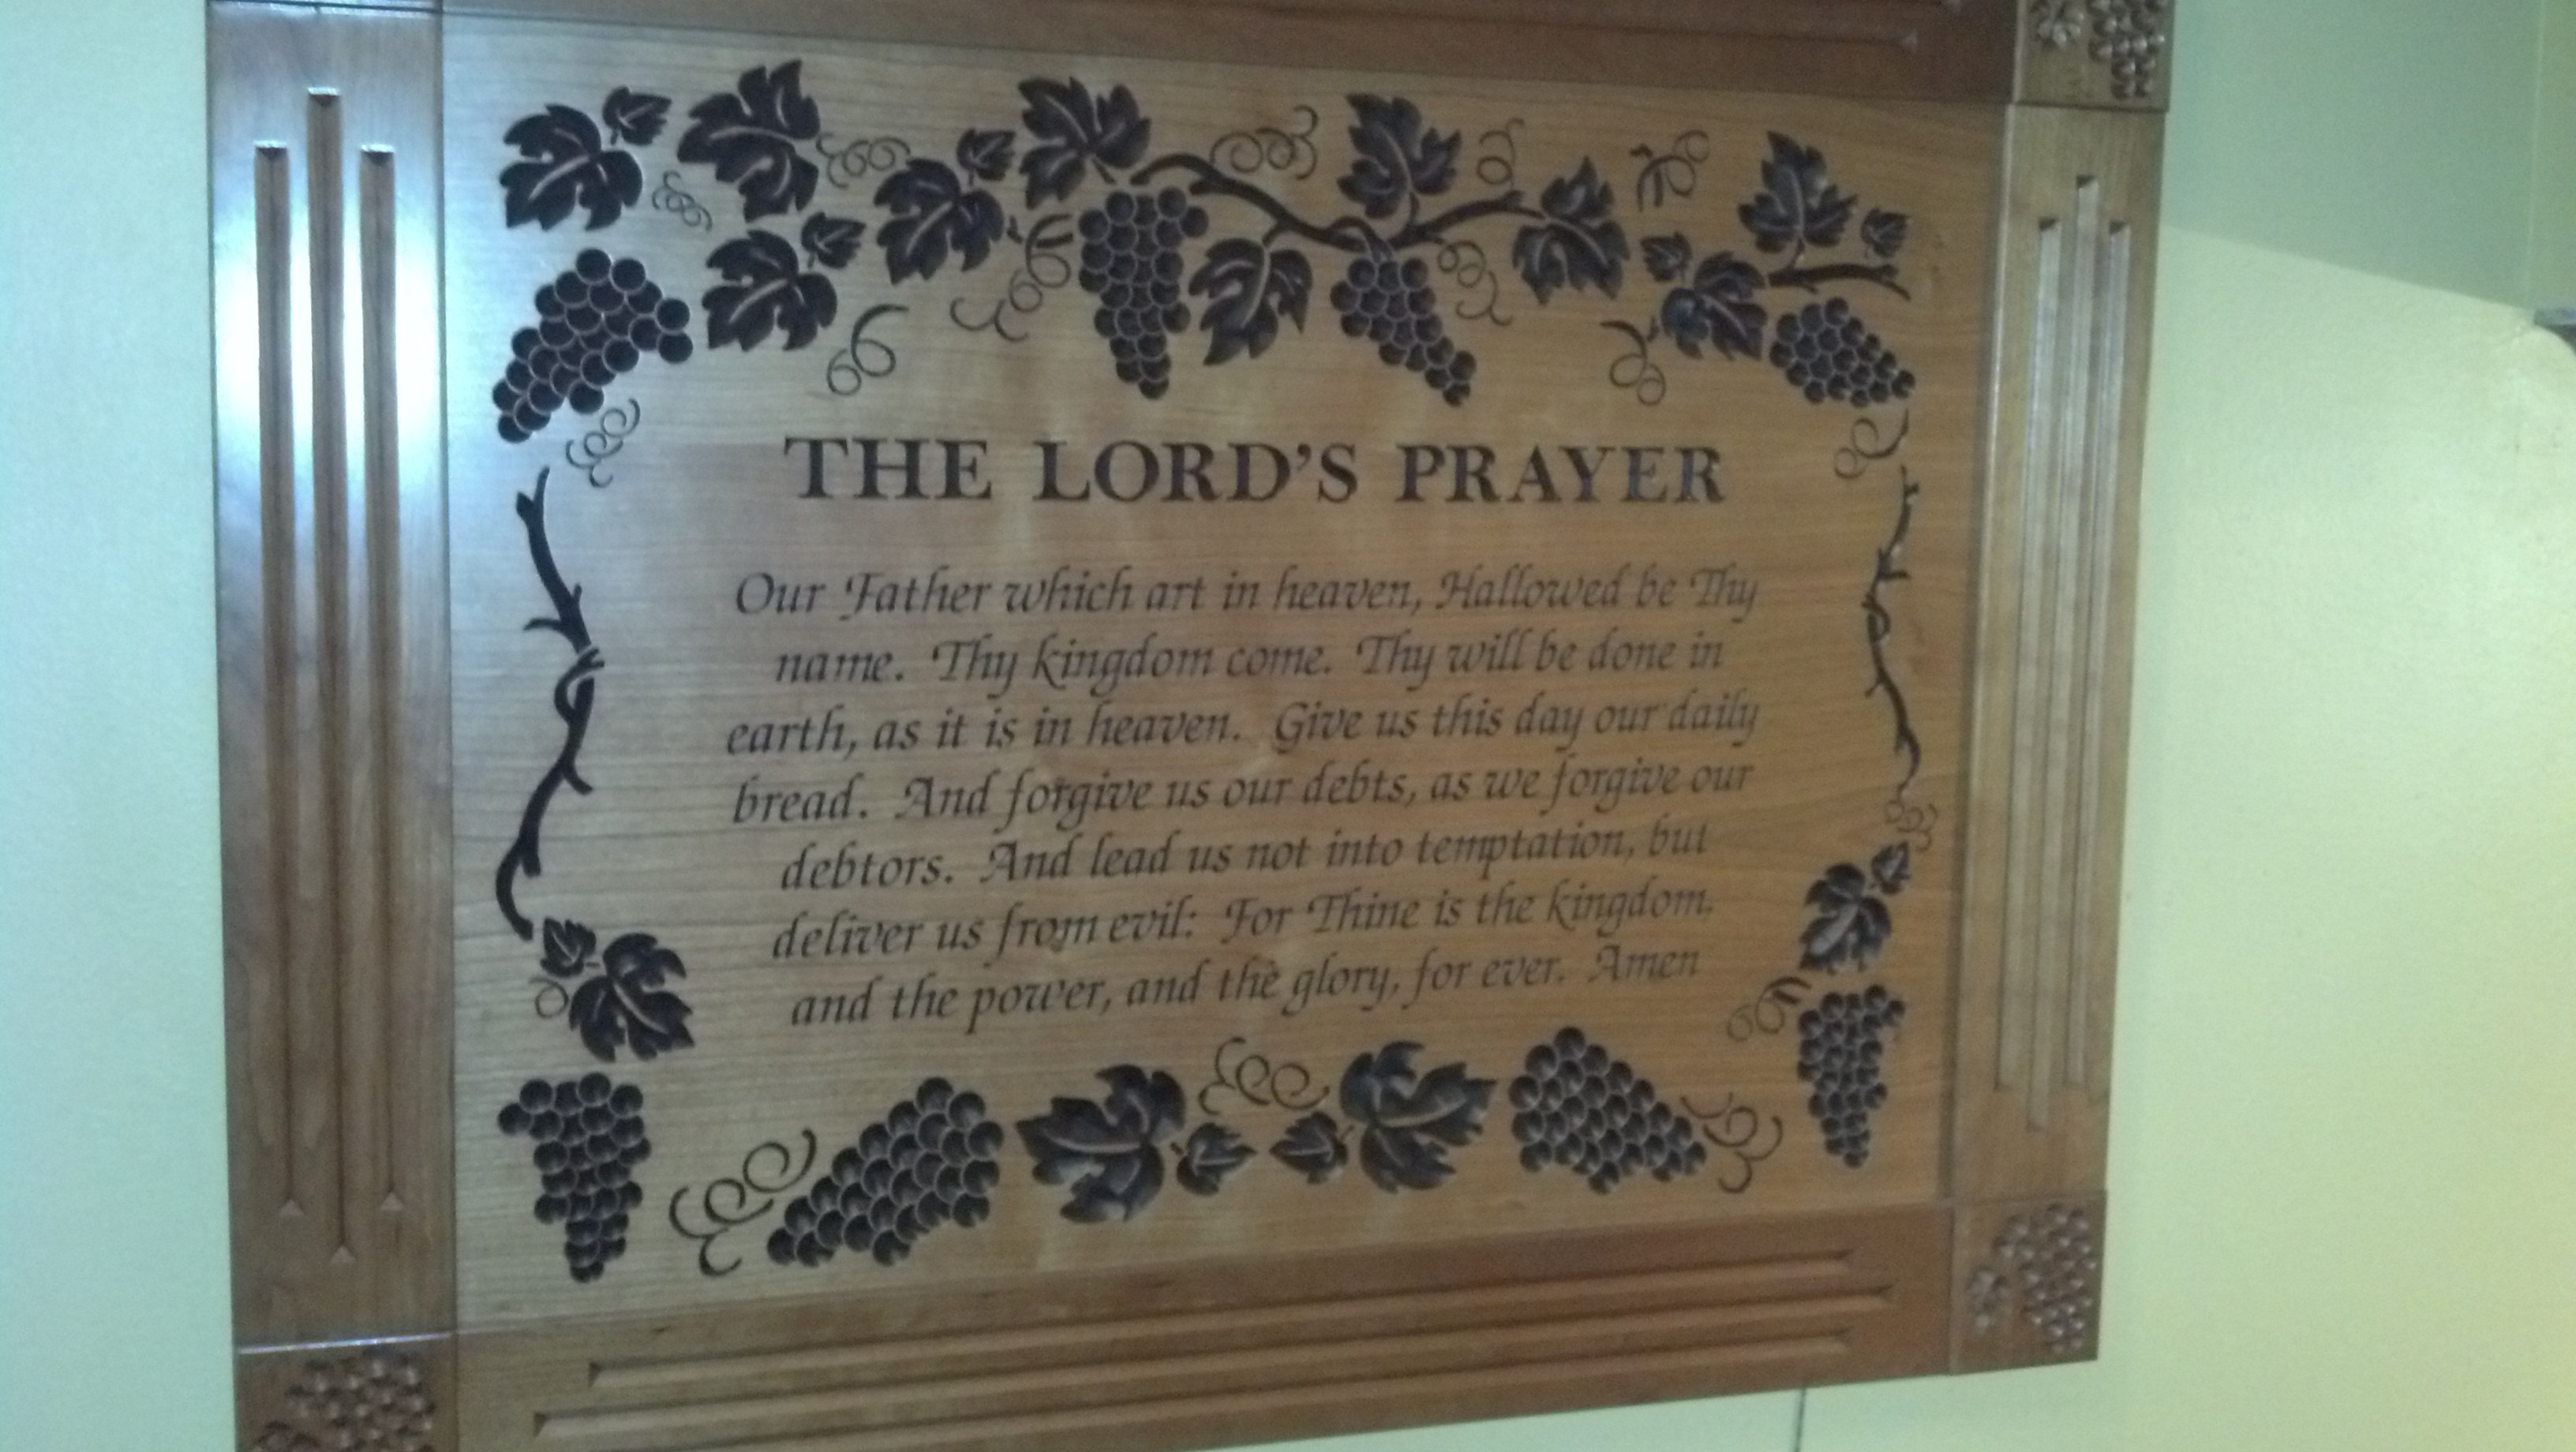 THE LORD'S PRAYER
Our Father which art in heaven, Hallowed be Thy
name. Thy kingdom come. Thy will be done in
earth, as it is in heaven. Give us this day our daily
bread. And forgive us our debts, as we forgive our
debtors. And lead us not into temptation, but
deliver us from evil: For Thine is the kingdom,
and the power, and the glory, for ever. Amen